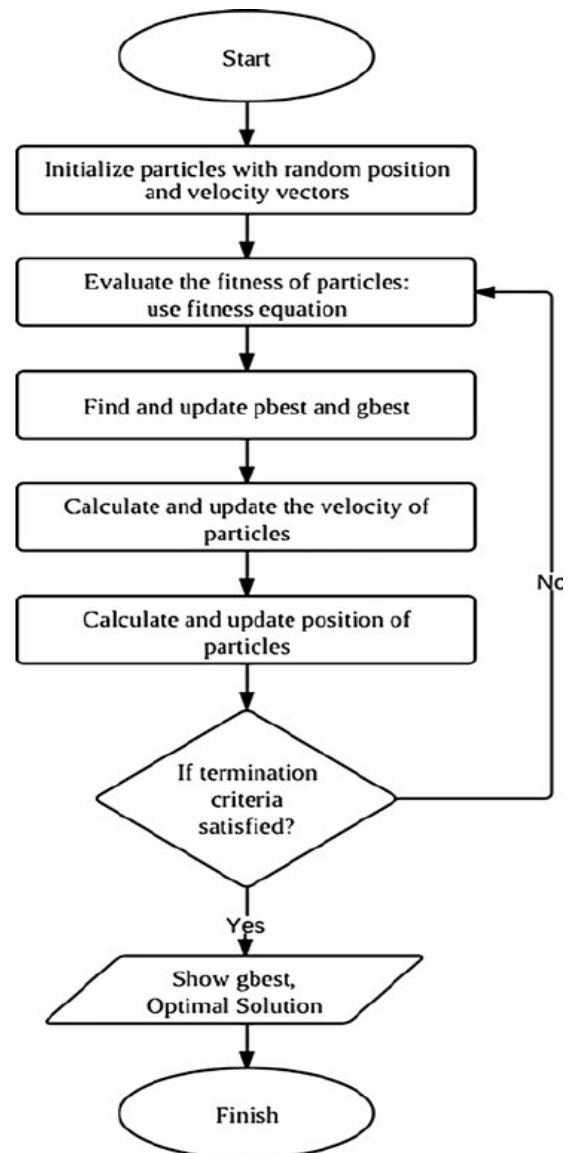 Start
Initialize particles with random position
and velocity vectors
Evaluate the fitness of particles:
use fitness equation
Find and update pbest and gbest
Calculate and update the velocity of
particles
Calculate and update position of
particles
No
If termination
criteria
satisfied?
Yes
Show gbest,
Optimal Solution
Finish